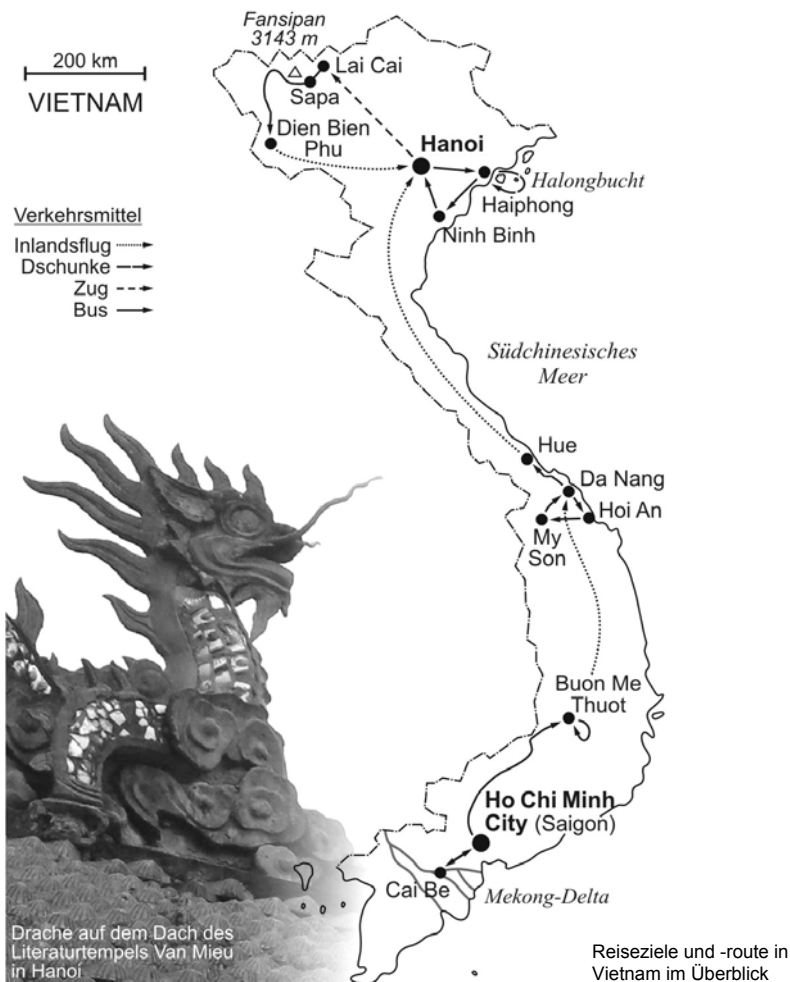 Fansipan
3143 m
200 km
VIETNAM
Lai Cai
Sapa
Dien Bien
Phu
Hanoi
Halongbucht
Haiphong
Ninh Binh
Verkehrsmittel
Inlandsflug
Dschunke
Zug
Bus
Südchinesisches
Meer
Hue
Da Nang
Hoi An
My
Son
Buon Me
Thuot
Ho Chi Minh
City (Saigon)
Cai Be
Mekong-Delta
Drache auf dem Dach des
Literaturtempels Van Mieu
in Hanoi
Reiseziele und -route in
Vietnam im Überblick